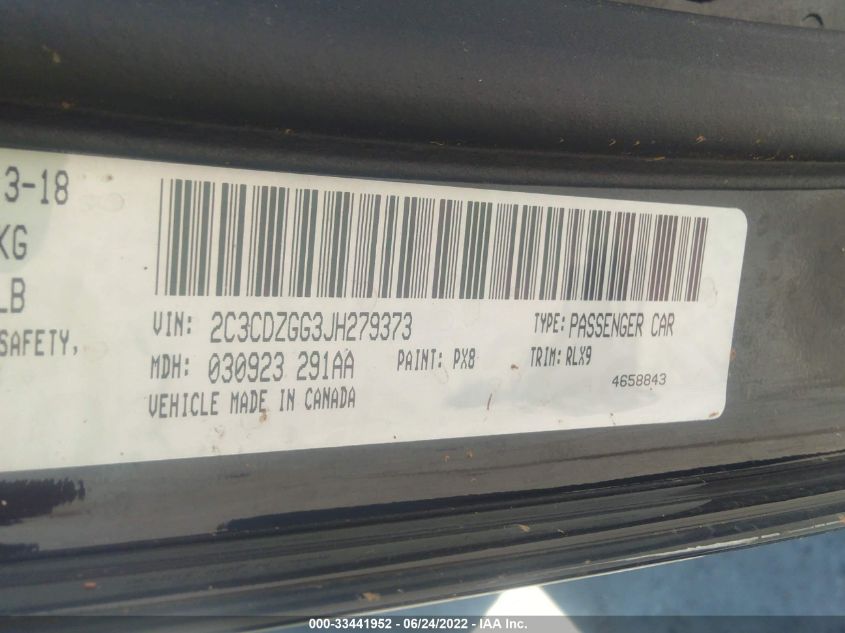 3-18
KG
LB
SAFETY,
VIN: 2C3CDZGG3JH279373 TYPE: PASSENGER CAR
MDH: 030923 291AA PAINT: PX8 TRIM: RLX9
4658843
VEHICLE MADE IN CANADA
000-33441952 - 06/24/2022 - IAA Inc.